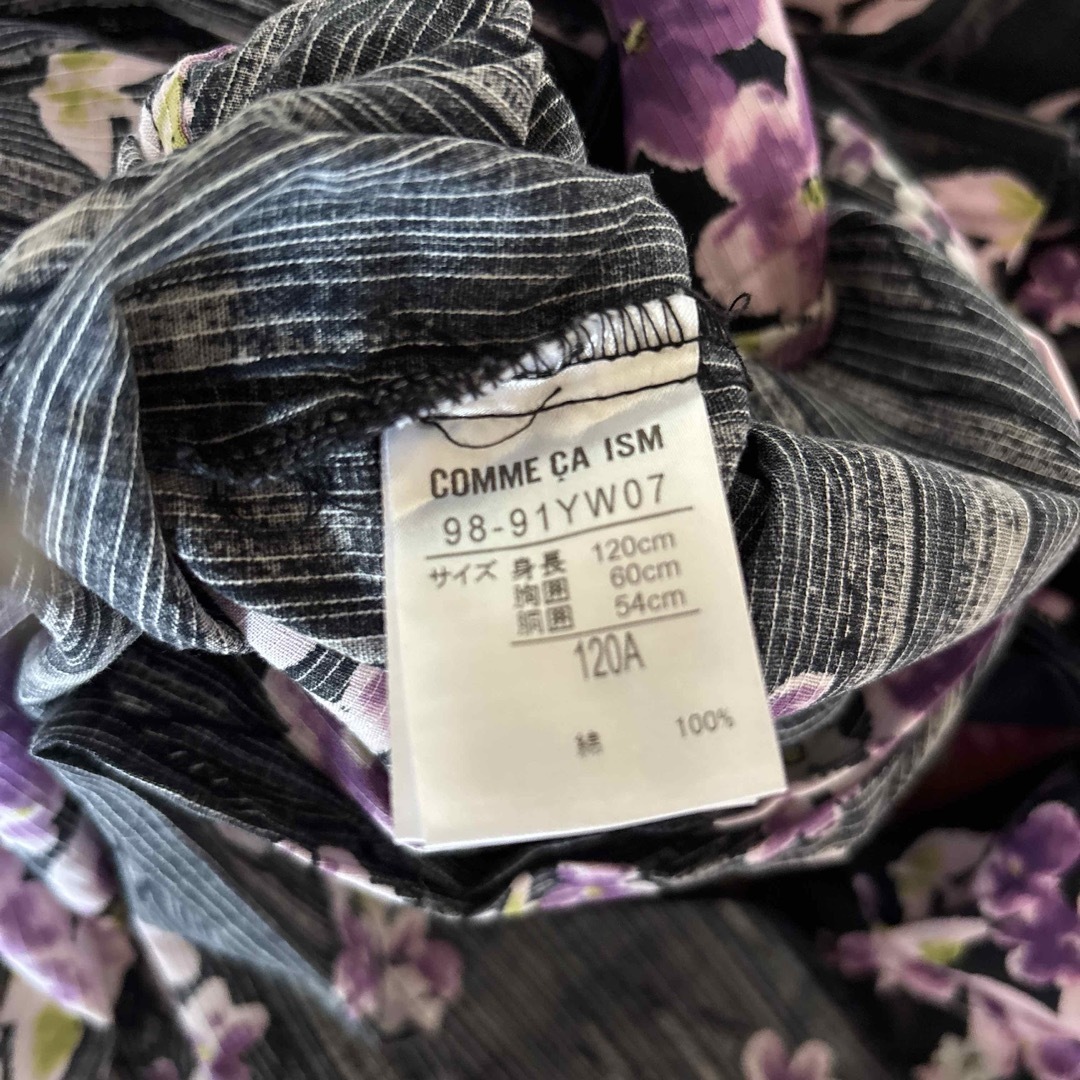 COMME ÇA ISM
98-91YW07
サイズ 身長 120cm
胸囲 60cm
胴囲 54cm
120A
綿 100%